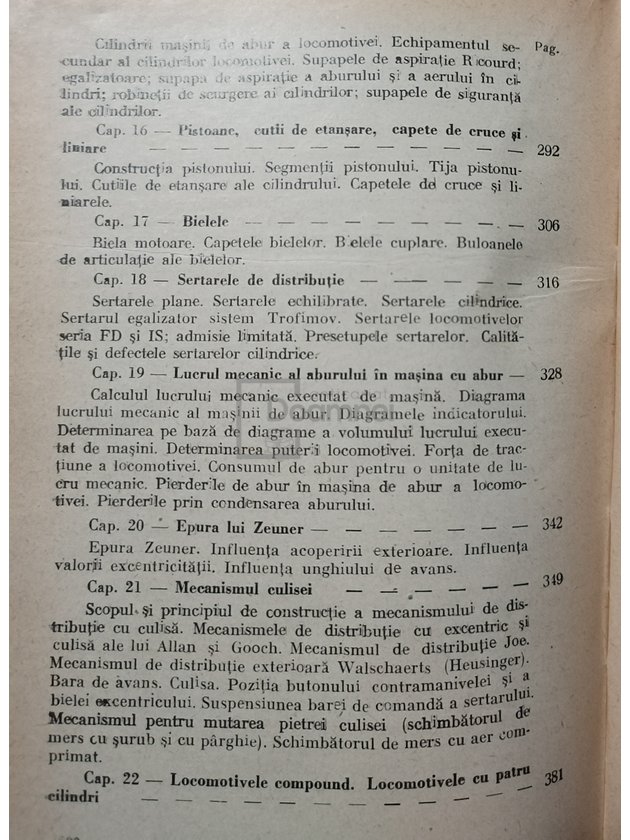 Cilindrii mașinii de abur a locomotivei. Echipamentul se- Pag.
cundar al cilindrilor locomotivei. Supapele de aspirație Ricourd;
egalizatoare; supapa de aspirație a aburului și a aerului în ci-
lindri; robineții de scurgere ai cilindrilor; supapele de siguranță
ale cilindrilor.
Cap. 16 — Pistoane, cutii de etanșare, capete de cruce și
liniare — — — — — — — — — — 292
Construcția pistonului. Segmenții pistonului. Tija pistonu-
lui. Cutiile de etanșare ale cilindrului. Capetele de cruce și li-
niarele.
Cap. 17 — Bielele — — — — — — — — 306
Biela motoare. Capetele bielelor. Bielele cuplare. Buloanele
de articulație ale bielelor.
Cap. 18 — Sertarele de distribuție — — — — — 316
Sertarele plane. Sertarele echilibrate. Sertarele cilindrice.
Sertarul egalizator sistem Trofimov. Sertarele locomotivelor
seria FD și IS; admisie limitată. Presetupele sertarelor. Calită-
țile și defectele sertarelor cilindrice.
Cap. 19 — Lucrul mecanic al aburului în mașina cu abur — 328
Calculul lucrului mecanic executat de mașină. Diagrama
lucrului mecanic al mașinii de abur. Diagramele indicatorului.
Determinarea pe bază de diagrame a volumului lucrului execu-
tat de mașini. Determinarea puterii locomotivei. Forța de trac-
țiune a locomotivei. Consumul de abur pentru o unitate de lu-
cru mecanic. Pierderile de abur în mașina de abur a locomo-
tivei. Pierderile prin condensarea aburului.
Cap. 20 — Epura lui Zeuner — — — — — — 342
Epura Zeuner. Influența acoperirii exterioare. Influența
valorii excentricității. Influența unghiului de avans.
Cap. 21 — Mecanismul culisei — — — — — — 349
Scopul și principiul de construcție a mecanismului de dis-
tribuție cu culisă. Mecanismele de distribuție cu excentric și
culisă ale lui Allan și Gooch. Mecanismul de distribuție Joe.
Mecanismul de distribuție exterioară Walschaerts (Heusinger).
Bara de avans. Culisa. Poziția butonului contramanivelei și a
bielei excentricului. Suspensiunea barei de comandă a sertarului.
Mecanismul pentru mutarea pietrei culisei (schimbătorul de
mers cu șurub și cu pârghie). Schimbătorul de mers cu aer com-
primat.
Cap. 22 — Locomotivele compound. Locomotivele cu patru
cilindri — — — — — — — — — — 381